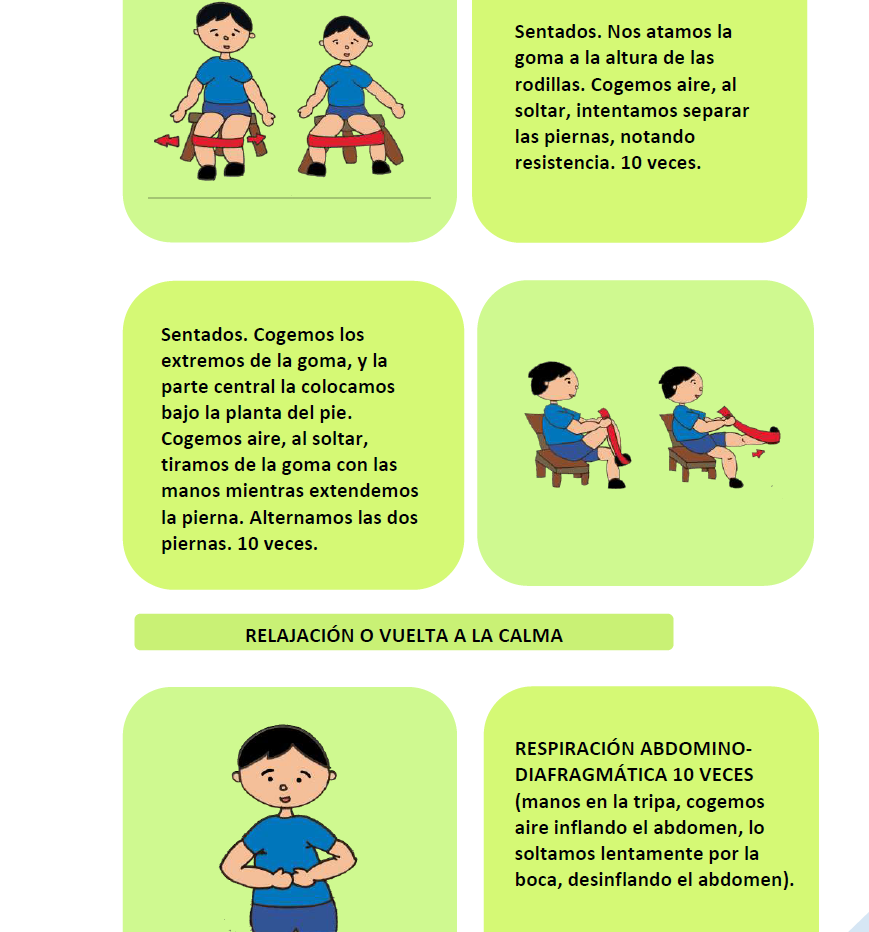 Sentados. Nos atamos la
goma a la altura de las
rodillas. Cogemos aire, al
soltar, intentamos separar
las piernas, notando
resistencia. 10 veces.
Sentados. Cogemos los
extremos de la goma, y la
parte central la colocamos
bajo la planta del pie.
Cogemos aire, al soltar,
tiramos de la goma con las
manos mientras extendemos
la pierna. Alternamos las dos
piernas. 10 veces.
RELAJACIÓN O VUELTA A LA CALMA
RESPIRACIÓN ABDOMINO-
DIAFRAGMÁTICA 10 VECES
(manos en la tripa, cogemos
aire inflando el abdomen, lo
soltamos lentamente por la
boca, desinflando el abdomen).